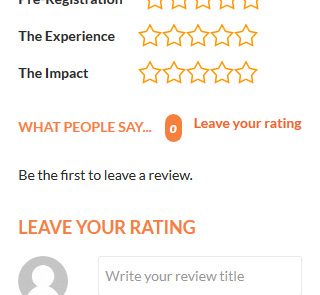 Pre-Registration
The Experience
The Impact
WHAT PEOPLE SAY... 0 Leave your rating
Be the first to leave a review.
LEAVE YOUR RATING
Write your review title